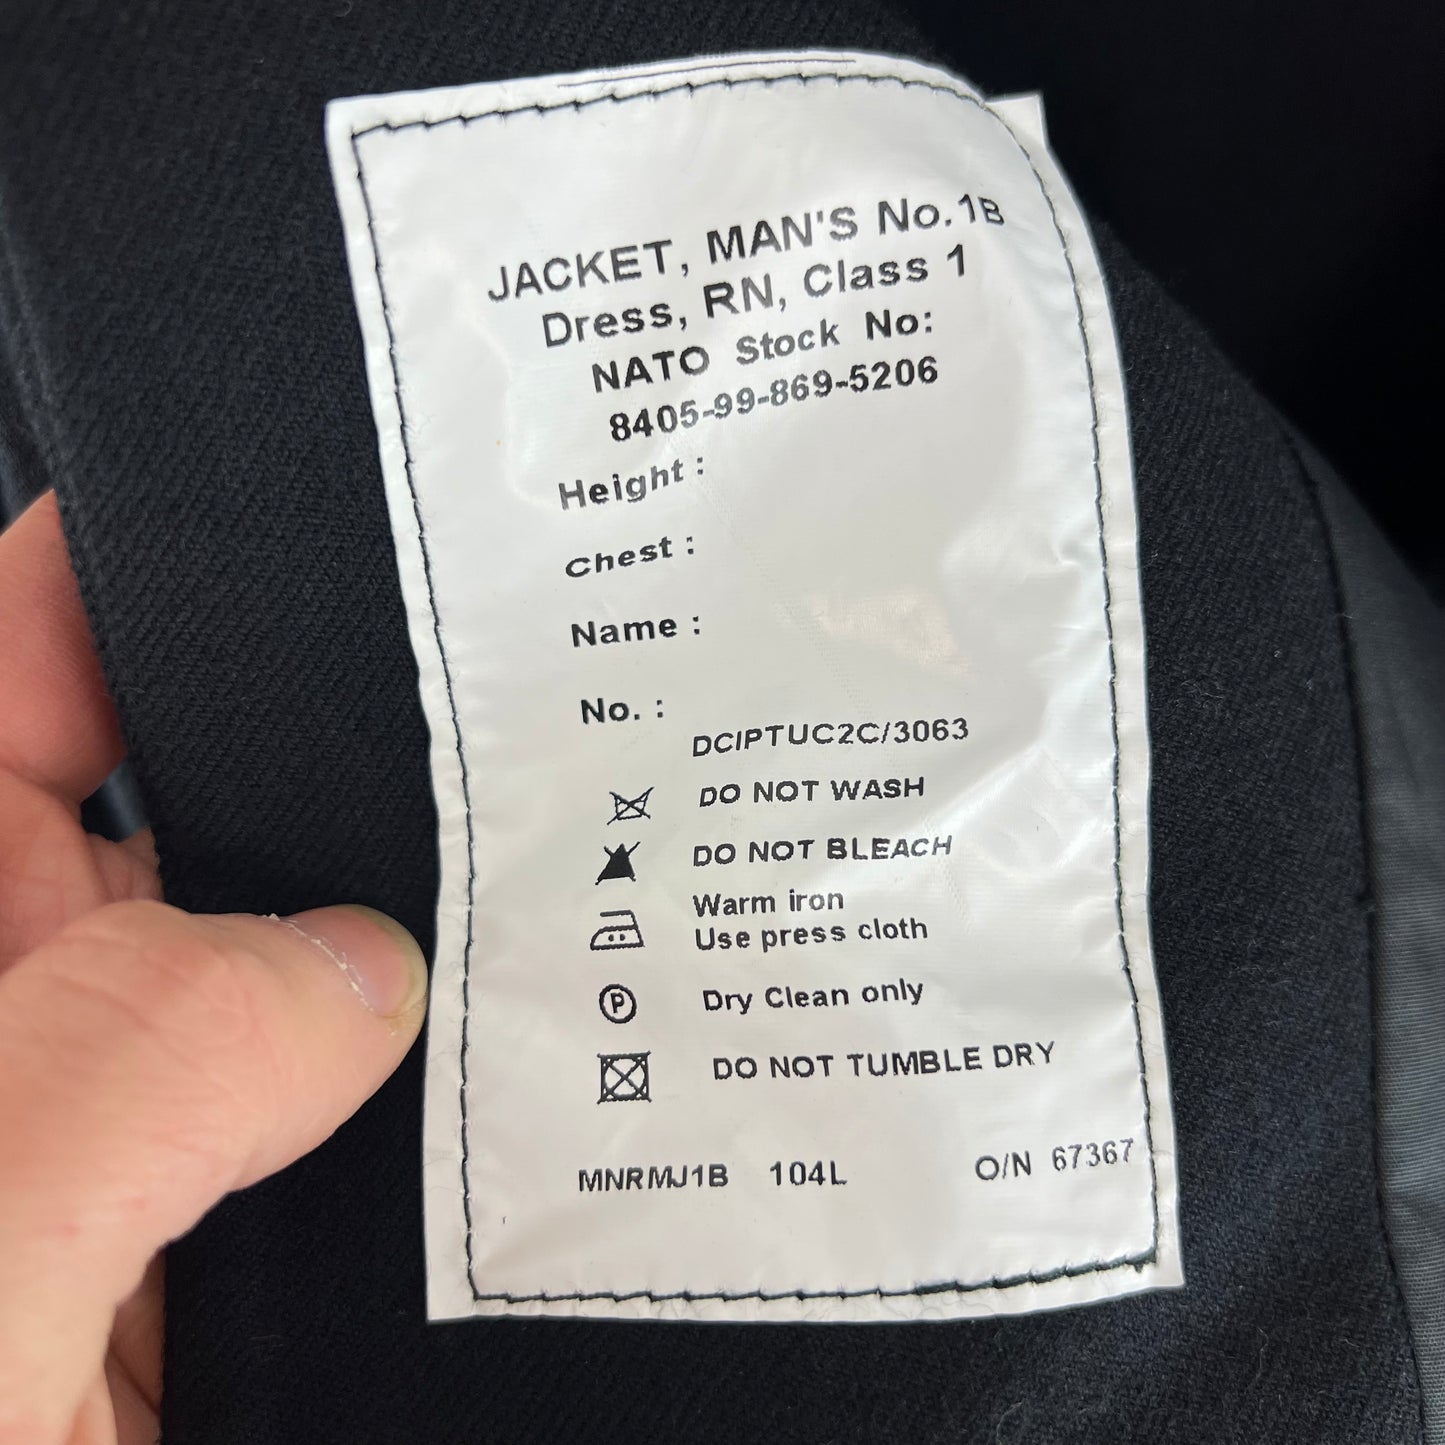 JACKET, MAN'S No.1B
Dress, RN, Class 1
NATO Stock No:
8405-99-869-5206
Height :
Chest :
Name :
No. :
DCIPTUC2C/3063
DO NOT WASH
DO NOT BLEACH
Warm iron
Use press cloth
P Dry Clean only
DO NOT TUMBLE DRY
MNRMJ1B 104L O/N 67367